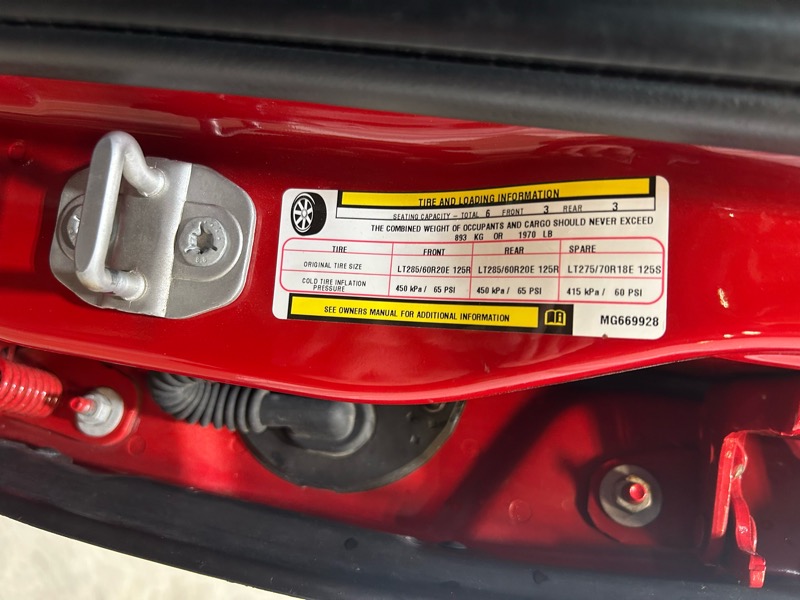 TIRE AND LOADING INFORMATION
SEATING CAPACITY - TOTAL 6 FRONT 3 REAR 3
THE COMBINED WEIGHT OF OCCUPANTS AND CARGO SHOULD NEVER EXCEED
893 KG OR 1970 LB
TIRE FRONT REAR SPARE
ORIGINAL TIRE SIZE LT285/60R20E 125R LT285/60R20E 125R LT275/70R18E 125S
COLD TIRE INFLATION PRESSURE 450 kPa / 65 PSI 450 kPa / 65 PSI 415 kPa / 60 PSI
SEE OWNERS MANUAL FOR ADDITIONAL INFORMATION
MG669928